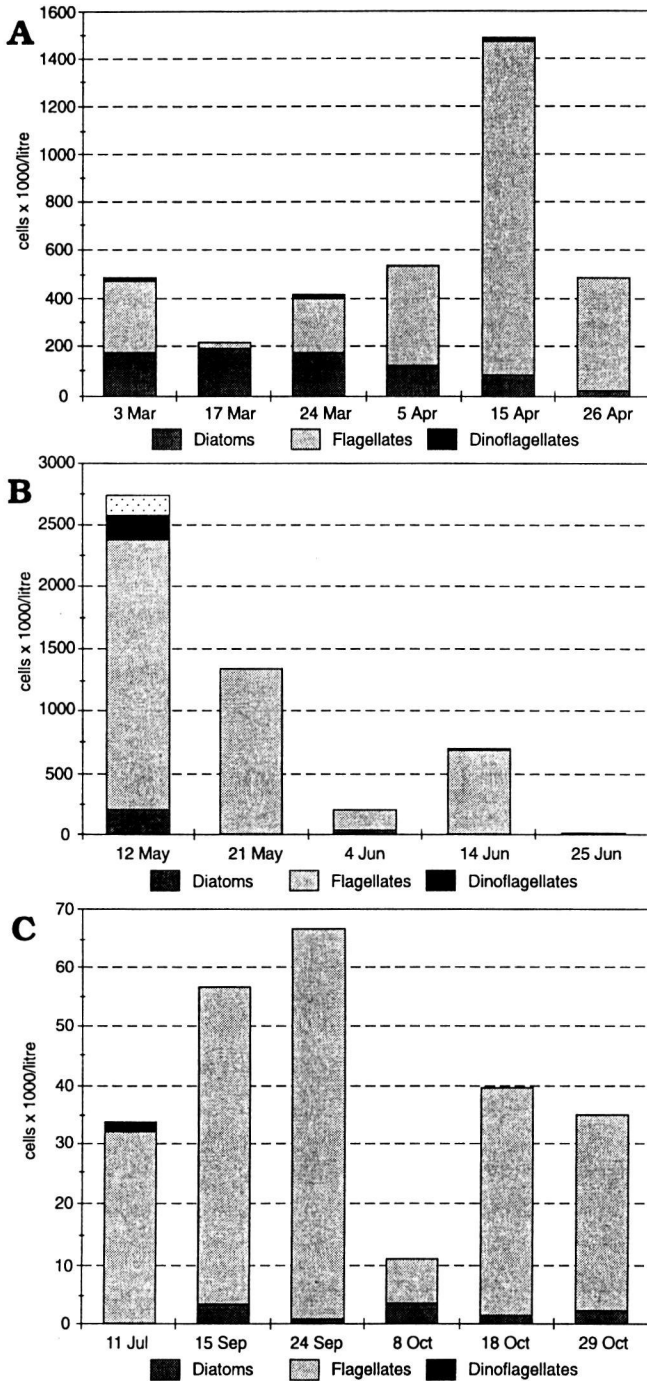 A
1600
1400
1200
1000
800
600
400
200
0
cells x 1000/litre
3 Mar 17 Mar 24 Mar 5 Apr 15 Apr 26 Apr
Diatoms Flagellates Dinoflagellates
B
3000
2500
2000
1500
1000
500
0
cells x 1000/litre
12 May 21 May 4 Jun 14 Jun 25 Jun
Diatoms Flagellates Dinoflagellates
C
70
60
50
40
30
20
10
0
cells x 1000/litre
11 Jul 15 Sep 24 Sep 8 Oct 18 Oct 29 Oct
Diatoms Flagellates Dinoflagellates